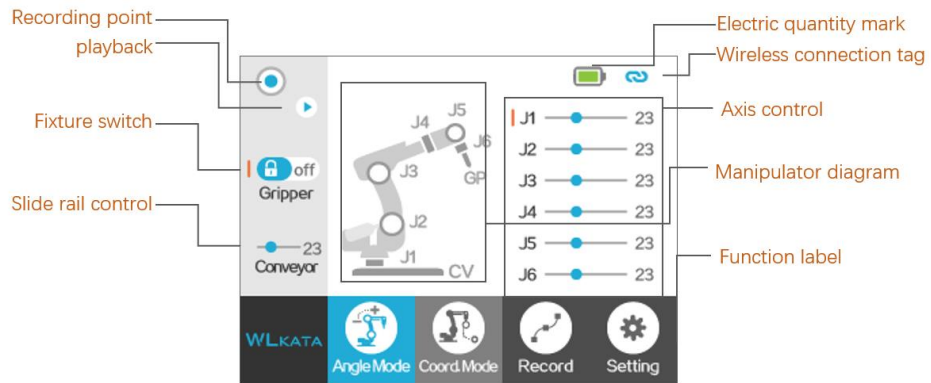 Recording point
playback
Fixture switch
Slide rail control
Electric quantity mark
Wireless connection tag
Axis control
Manipulator diagram
Function label
off
Gripper
23
Conveyor
J4
J5
J6
J3
GP
J2
J1
CV
J1 23
J2 23
J3 23
J4 23
J5 23
J6 23
WLKATA
Angle Mode
Coord. Mode
Record
Setting